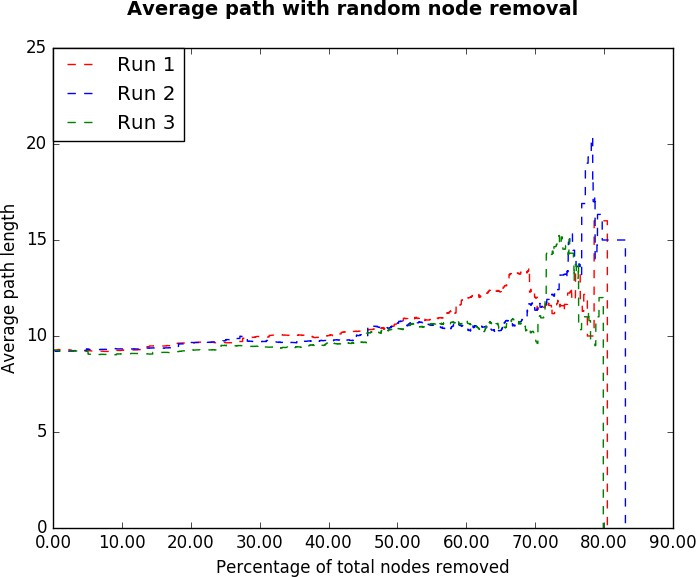 Average path with random node removal
25
20
15
10
5
0
Average path length
Run 1
Run 2
Run 3
0.00 10.00 20.00 30.00 40.00 50.00 60.00 70.00 80.00 90.00
Percentage of total nodes removed